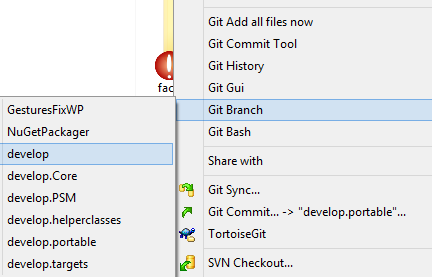 Git Add all files now
Git Commit Tool
Git History
Git Gui
Git Branch
Git Bash
Share with
Git Sync...
Git Commit... -> "develop.portable"...
TortoiseGit
SVN Checkout...
fac
GesturesFixWP
NuGetPackager
develop
develop.Core
develop.PSM
develop.helperclasses
develop.portable
develop.targets